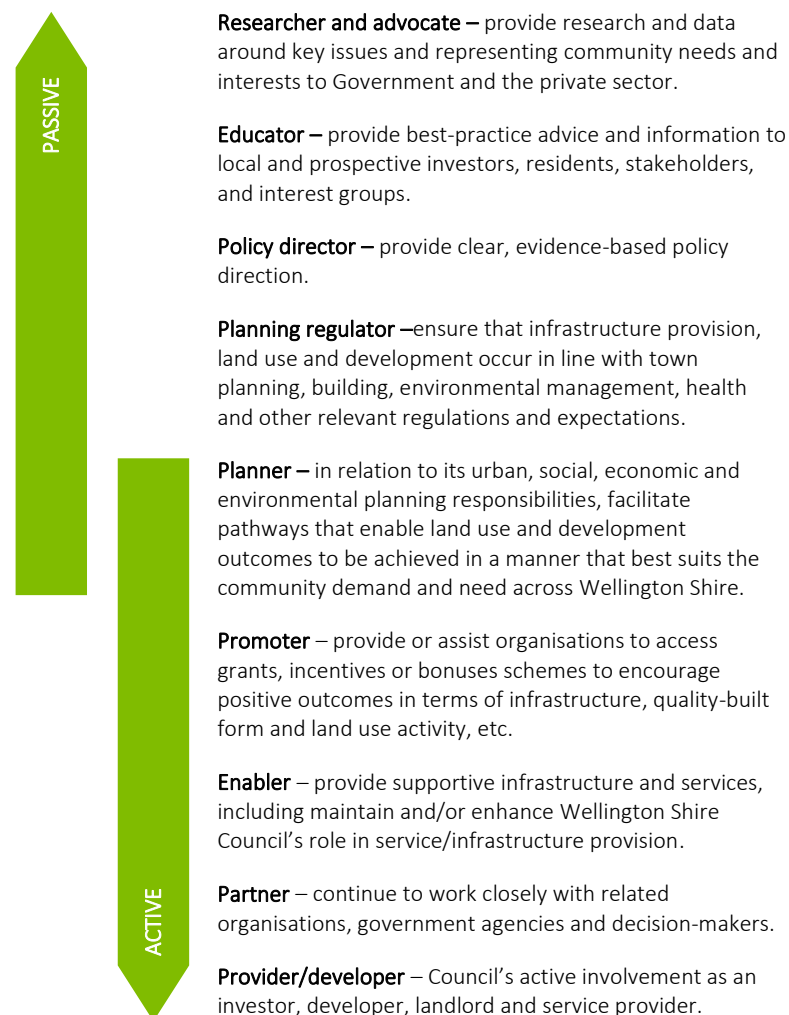 PASSIVE
Researcher and advocate – provide research and data
around key issues and representing community needs and
interests to Government and the private sector.
Educator – provide best-practice advice and information to
local and prospective investors, residents, stakeholders,
and interest groups.
Policy director – provide clear, evidence-based policy
direction.
Planning regulator –ensure that infrastructure provision,
land use and development occur in line with town
planning, building, environmental management, health
and other relevant regulations and expectations.
Planner – in relation to its urban, social, economic and
environmental planning responsibilities, facilitate
pathways that enable land use and development
outcomes to be achieved in a manner that best suits the
community demand and need across Wellington Shire.
Promoter – provide or assist organisations to access
grants, incentives or bonuses schemes to encourage
positive outcomes in terms of infrastructure, quality-built
form and land use activity, etc.
Enabler – provide supportive infrastructure and services,
including maintain and/or enhance Wellington Shire
Council’s role in service/infrastructure provision.
ACTIVE
Partner – continue to work closely with related
organisations, government agencies and decision-makers.
Provider/developer – Council’s active involvement as an
investor, developer, landlord and service provider.